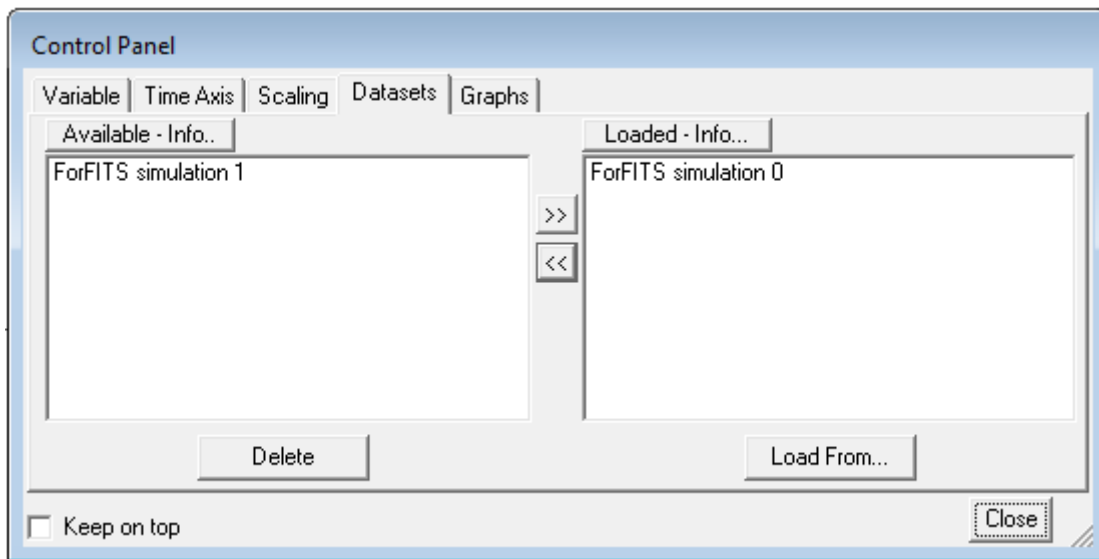 Control Panel
Variable Time Axis Scaling Datasets Graphs
Available - Info.. Loaded - Info...
ForFITS simulation 1 ForFITS simulation 0
>>
<<
Delete Load From...
Keep on top Close